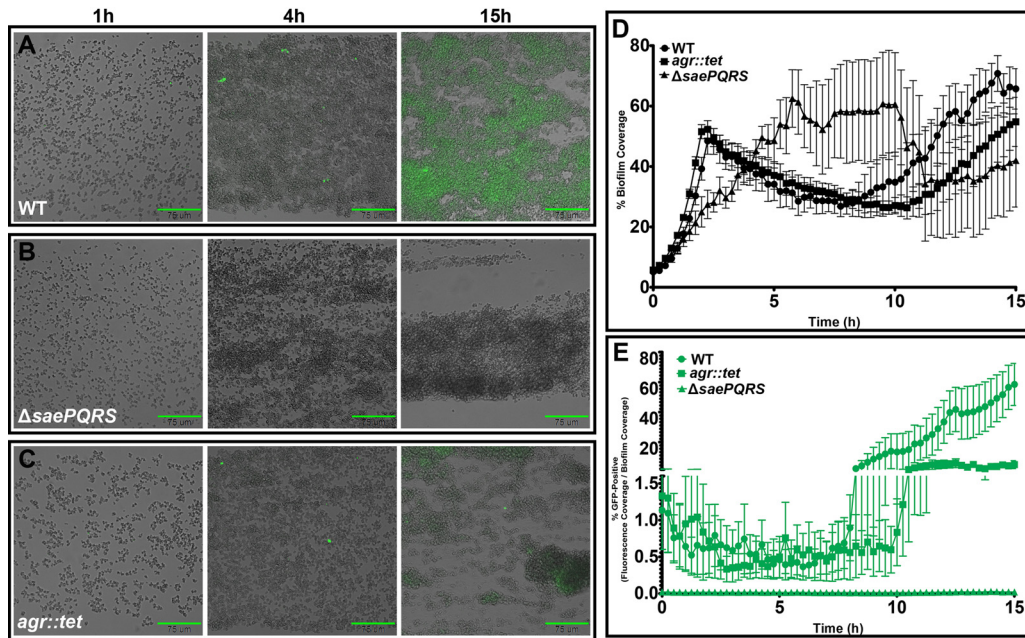 1h 4h 15h
A
WT
75 um 75 um 75 um
B
ΔsaePQRS
75 um 75 um 75 um
C
agr::tet
75 um 75 um 75 um
D
WT
agr::tet
ΔsaePQRS
% Biofilm Coverage
80
60
40
20
0
0 5 10 15
Time (h)
E
WT
agr::tet
ΔsaePQRS
% GFP-Positive
(Fluorescence Coverage / Biofilm Coverage)
80
60
40
20
1.5
1.0
0.5
0.0
0 5 10 15
Time (h)